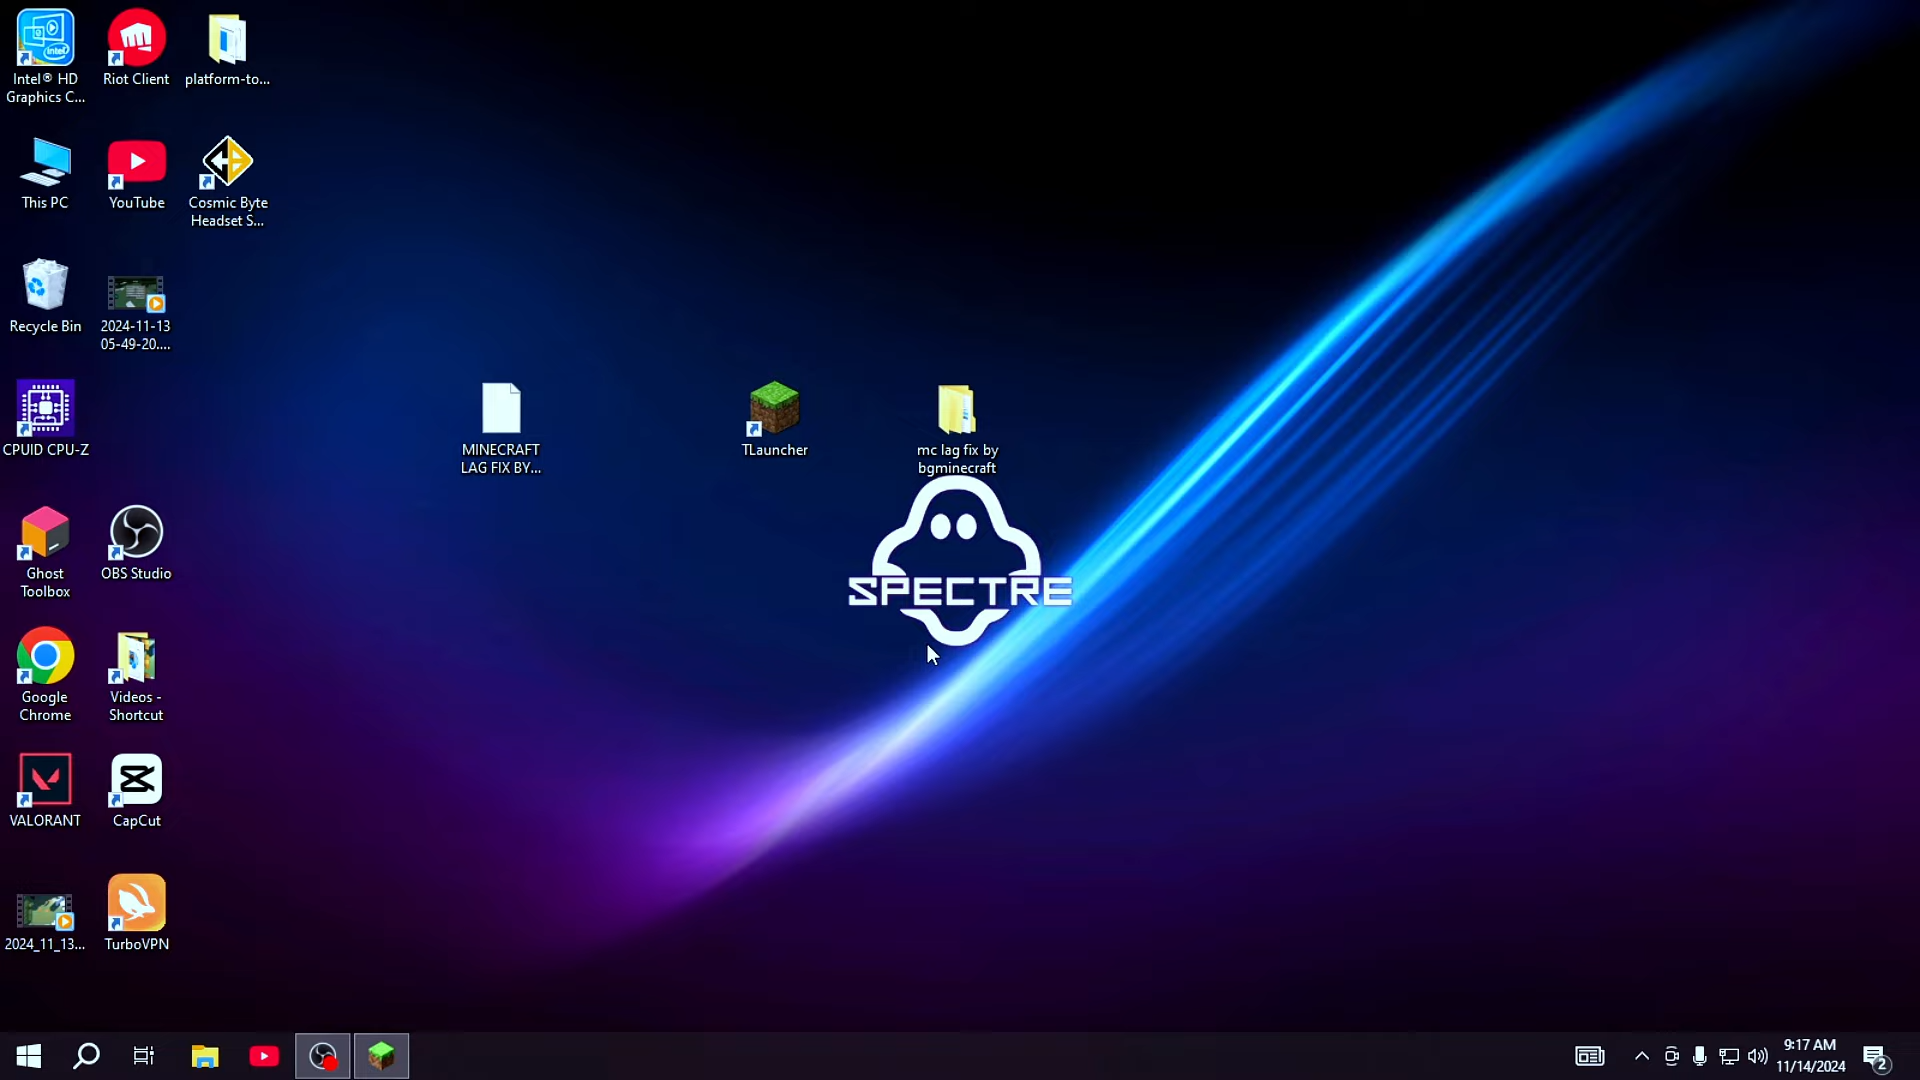 Intel® HD
Graphics C...
Riot Client
platform-to...
This PC
YouTube
Cosmic Byte
Headset S...
Recycle Bin
2024-11-13
05-49-20....
CPUID CPU-Z
MINECRAFT
LAG FIX BY...
TLauncher
mc lag fix by
bgminecraft
Ghost
Toolbox
OBS Studio
SPECTRE
Google
Chrome
Videos -
Shortcut
VALORANT
CapCut
2024_11_13...
TurboVPN
9:17 AM
11/14/2024
2